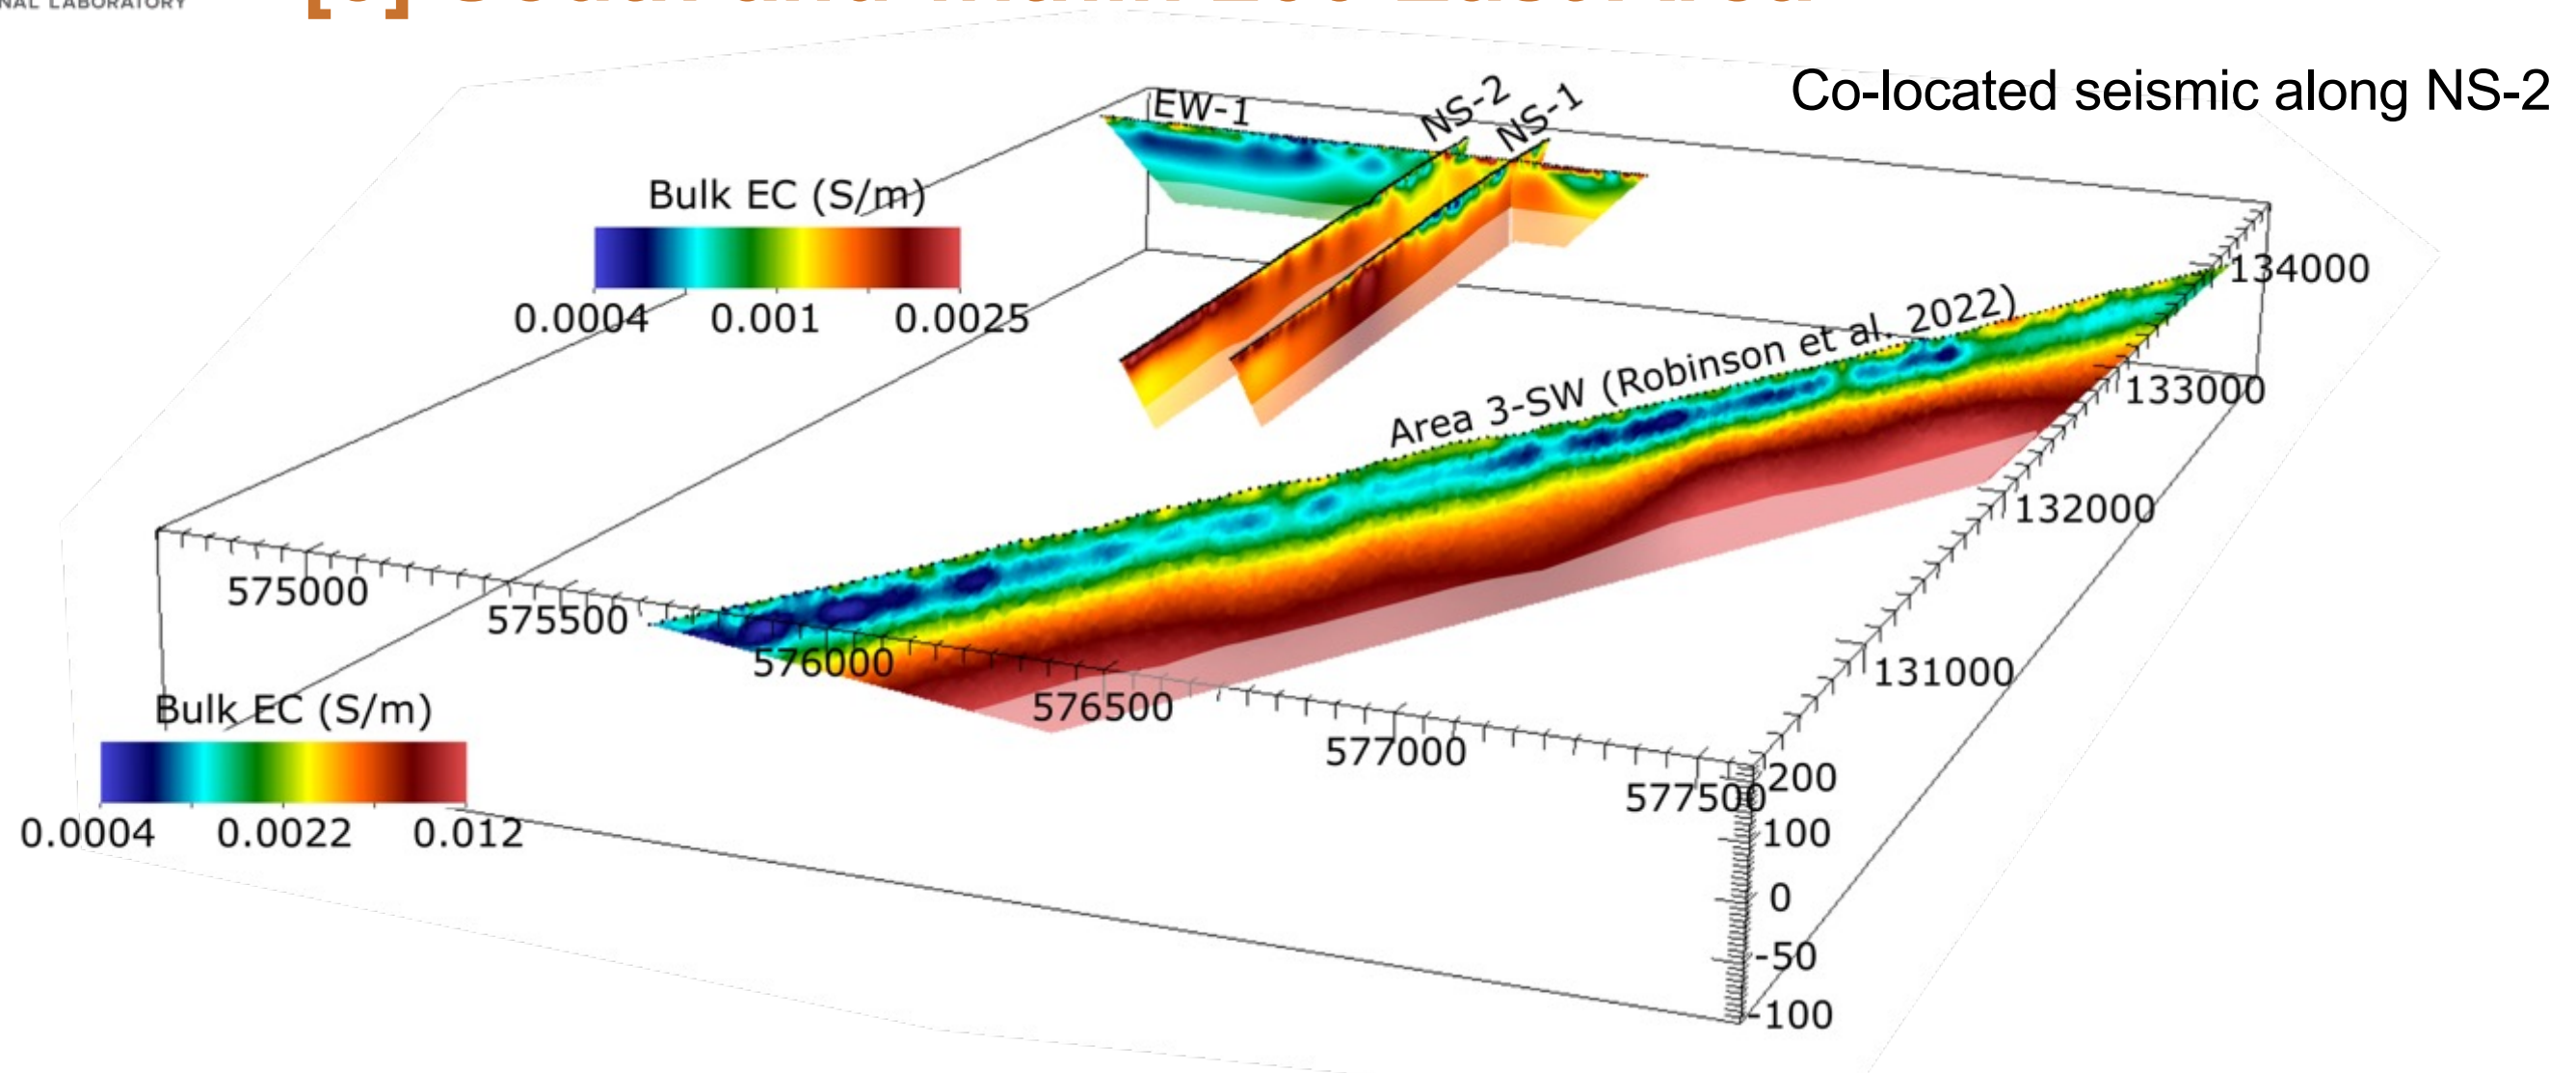 NAL LABORATORY
Co-located seismic along NS-2
EW-1
NS-2
NS-1
Bulk EC (S/m)
0.0004 0.001 0.0025
Area 3-SW (Robinson et al. 2022)
134000
133000
132000
131000
575000
575500
576000
576500
577000
577500
200
100
0
-50
-100
Bulk EC (S/m)
0.0004 0.0022 0.012